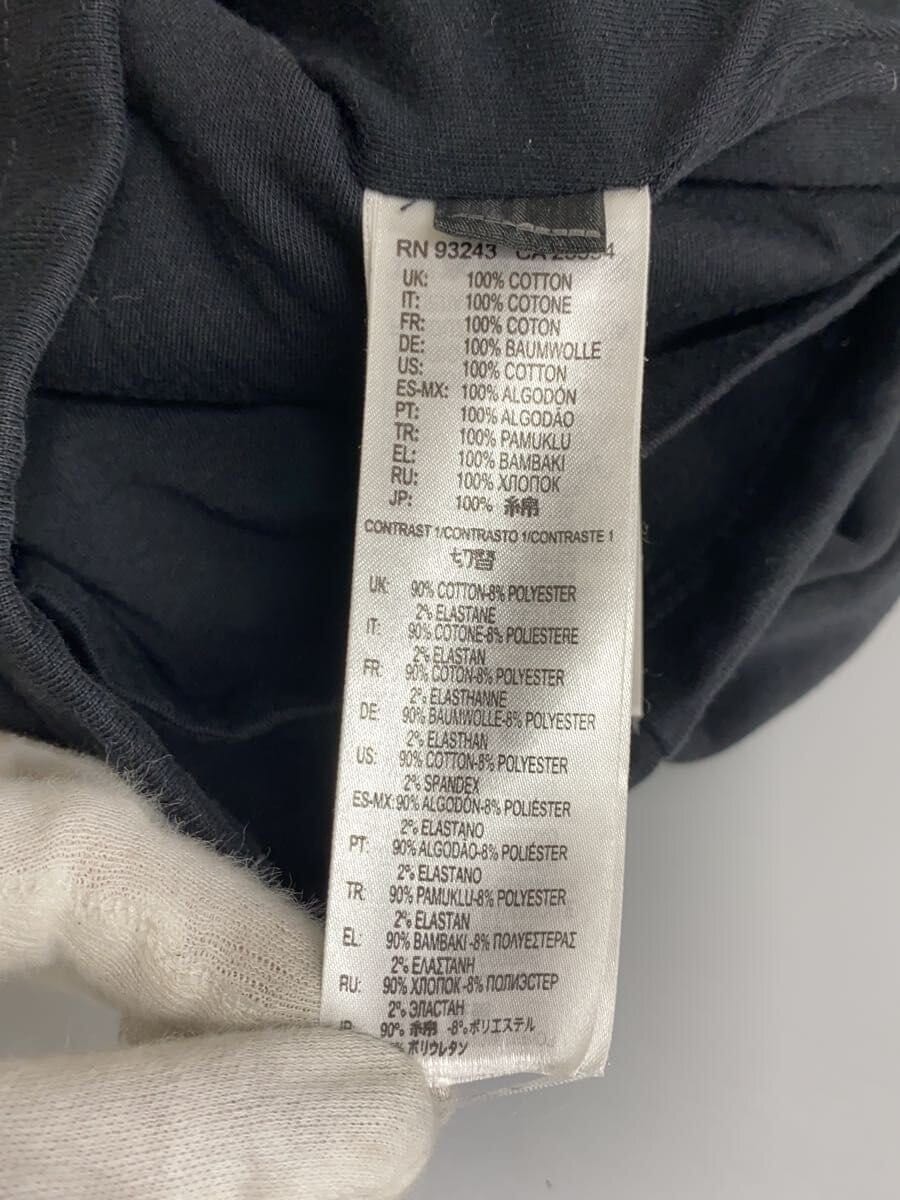 RN 93243
UK: 100% COTTON
IT: 100% COTONE
FR: 100% COTON
DE: 100% BAUMWOLLE
US: 100% COTTON
ES-MX: 100% ALGODÓN
PT: 100% ALGODÃO
TR: 100% PAMUKLU
EL: 100% BAMBAKI
RU: 100% ХЛОПОК
JP: 100% 綿
CONTRAST 1/CONTRASTO 1/CONTRASTE 1
切替
UK: 90% COTTON-8% POLYESTER
2% ELASTANE
IT: 90% COTONE-8% POLIESTERE
2% ELASTAN
FR: 90% COTON-8% POLYESTER
2% ELASTHANNE
DE: 90% BAUMWOLLE-8% POLYESTER
2% ELASTHAN
US: 90% COTTON-8% POLYESTER
2% SPANDEX
ES-MX: 90% ALGODÓN-8% POLIÉSTER
2% ELASTANO
PT: 90% ALGODÃO-8% POLIÉSTER
2% ELASTANO
TR: 90% PAMUKLU-8% POLYESTER
2% ELASTAN
EL: 90% BAMBAKI -8% ΠΟΛΥΕΣΤΕΡΑΣ
2% ΕΛΑΣΤΑΝΗ
RU: 90% ХЛОПОК -8% ПОЛИЭСТЕР
2% ЭЛАСТАН
JP 90% 綿 -8% ポリエステル
ポリウレタン